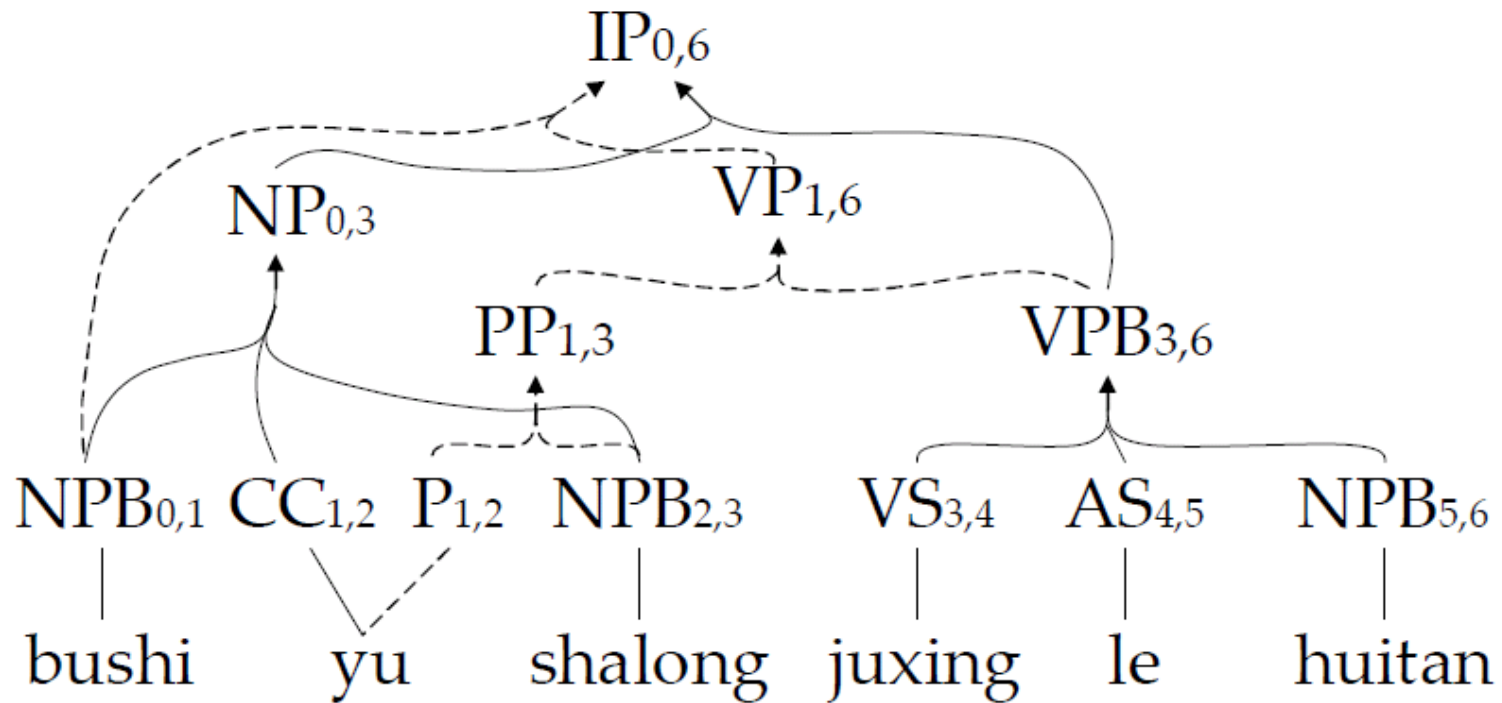 IP0,6
NP0,3 VP1,6
PP1,3 VPB3,6
NPB0,1 CC1,2 P1,2 NPB2,3 VS3,4 AS4,5 NPB5,6
bushi yu shalong juxing le huitan